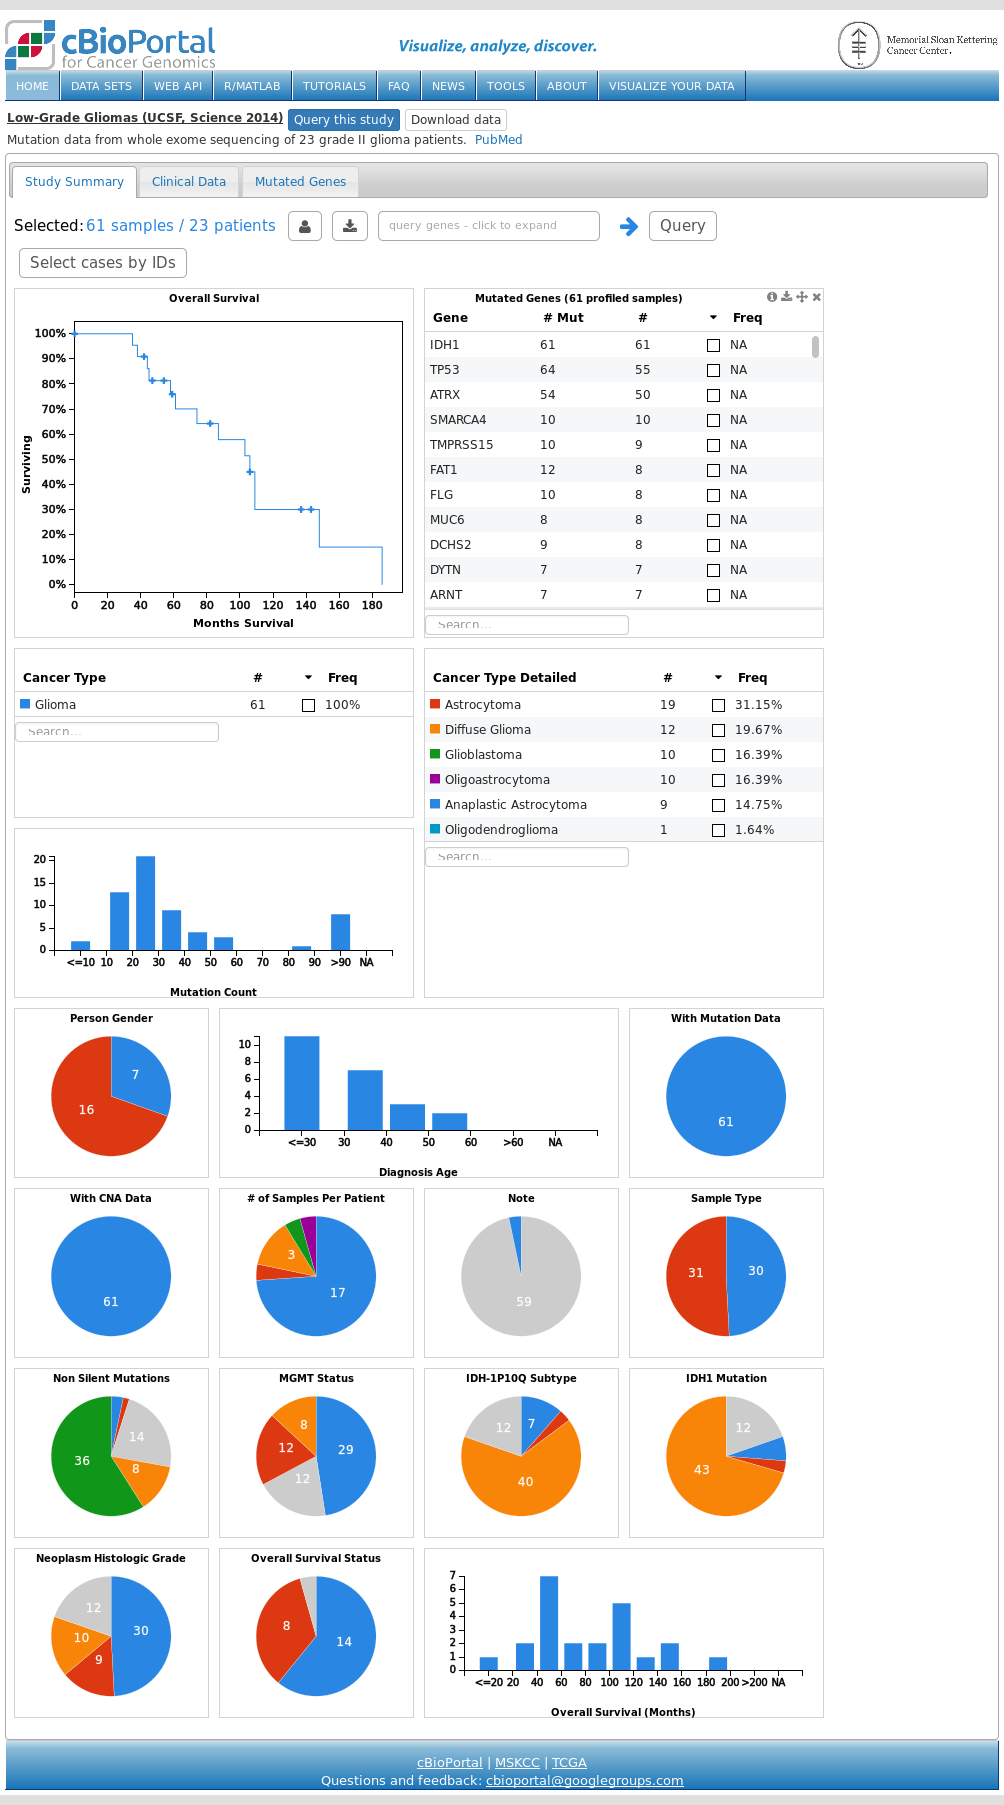 cBioPortal
for Cancer Genomics
Visualize, analyze, discover.
Memorial Sloan Kettering
Cancer Center.
HOME DATA SETS WEB API R/MATLAB TUTORIALS FAQ NEWS TOOLS ABOUT VISUALIZE YOUR DATA
Low-Grade Gliomas (UCSF, Science 2014) Query this study Download data
Mutation data from whole exome sequencing of 23 grade II glioma patients. PubMed
Study Summary Clinical Data Mutated Genes
Selected: 61 samples / 23 patients query genes - click to expand Query
Select cases by IDs
Overall Survival
100%
90%
80%
70%
60%
50%
40%
30%
20%
10%
0%
Surviving
0 20 40 60 80 100 120 140 160 180
Months Survival
Mutated Genes (61 profiled samples)
Gene # Mut # Freq
IDH1 61 61 NA
TP53 64 55 NA
ATRX 54 50 NA
SMARCA4 10 10 NA
TMPRSS15 10 9 NA
FAT1 12 8 NA
FLG 10 8 NA
MUC6 8 8 NA
DCHS2 9 8 NA
DYTN 7 7 NA
ARNT 7 7 NA
Search...
Cancer Type # Freq
Glioma 61 100%
Search...
Cancer Type Detailed # Freq
Astrocytoma 19 31.15%
Diffuse Glioma 12 19.67%
Glioblastoma 10 16.39%
Oligoastrocytoma 10 16.39%
Anaplastic Astrocytoma 9 14.75%
Oligodendroglioma 1 1.64%
Search...
20
15
10
5
0
<=10 10 20 30 40 50 60 70 80 90 >90 NA
Mutation Count
Person Gender
7
16
10
8
6
4
2
0
<=30 30 40 50 60 >60 NA
Diagnosis Age
With Mutation Data
61
With CNA Data
61
# of Samples Per Patient
3
17
Note
59
Sample Type
31 30
Non Silent Mutations
14
36
8
MGMT Status
8
29
12
12
IDH-1P10Q Subtype
12 7
40
IDH1 Mutation
12
43
Neoplasm Histologic Grade
12
30
10
9
Overall Survival Status
8
14
7
6
5
4
3
2
1
0
<=20 20 40 60 80 100 120 140 160 180 200 >200 NA
Overall Survival (Months)
cBioPortal | MSKCC | TCGA
Questions and feedback: cbioportal@googlegroups.com